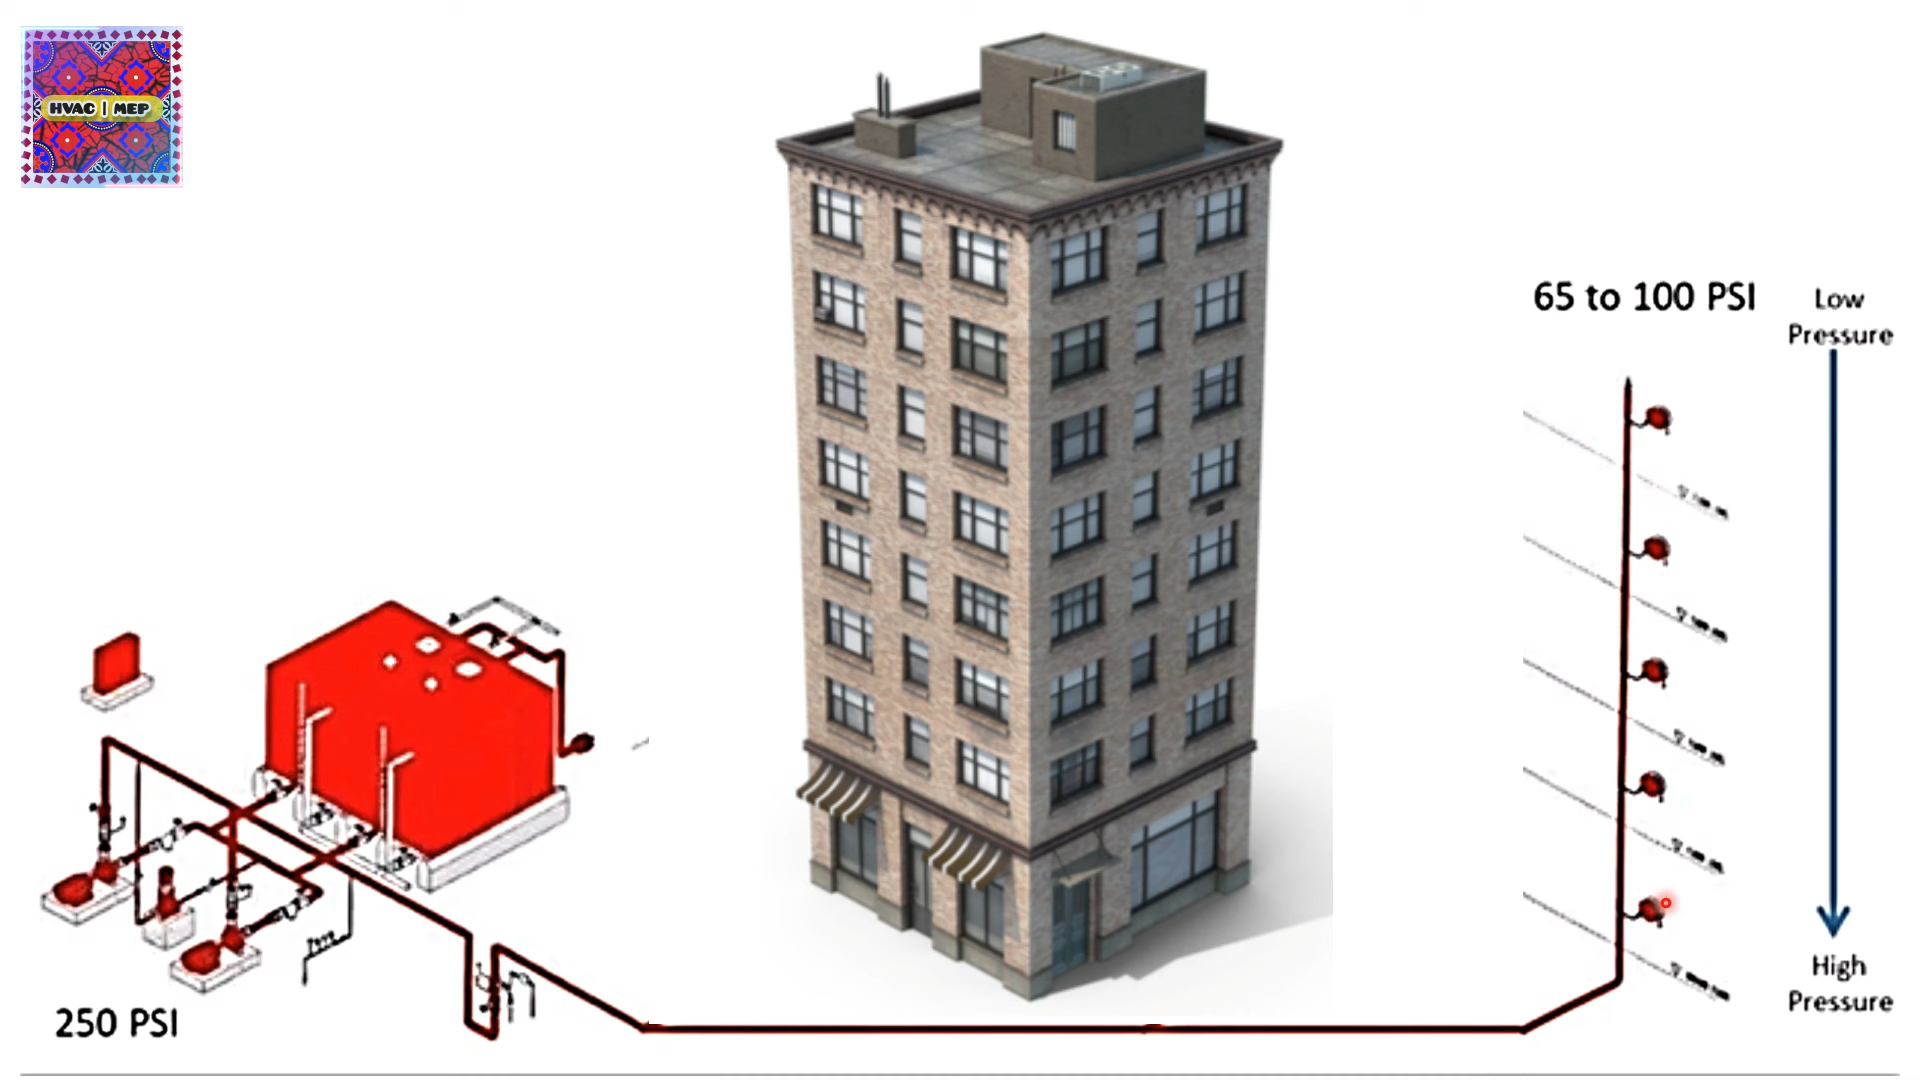 HVAC | MEP
65 to 100 PSI
Low
Pressure
High
Pressure
250 PSI